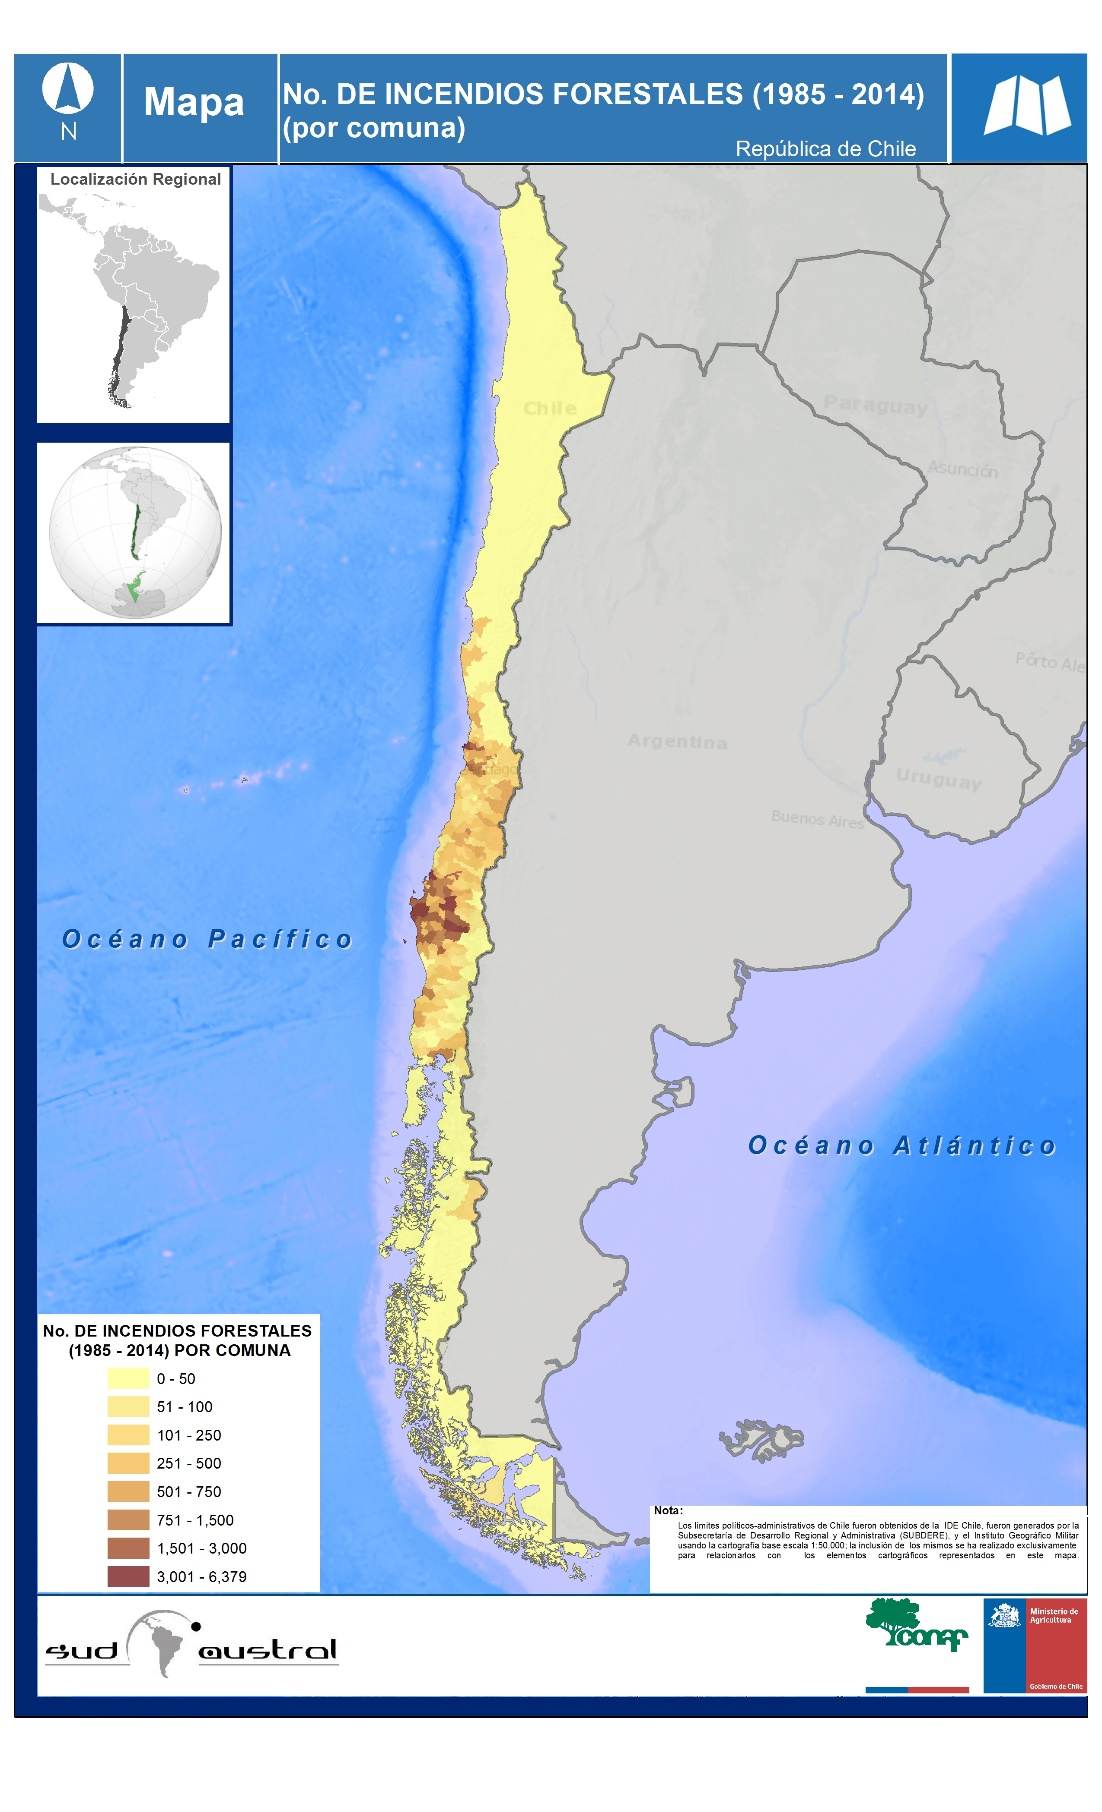 N
Mapa
No. DE INCENDIOS FORESTALES (1985 - 2014)
(por comuna)
República de Chile
Localización Regional
Chile
Paraguay
Asunción
Pôrto Ale
Argentina
Uruguay
Buenos Aires
Océano Pacífico
Océano Atlántico
No. DE INCENDIOS FORESTALES
(1985 - 2014) POR COMUNA
0 - 50
51 - 100
101 - 250
251 - 500
501 - 750
751 - 1,500
1,501 - 3,000
3,001 - 6,379
Nota:
Los limites políticos-administrativos de Chile fueron obtenidos de la IDE Chile, fueron generados por la
Subsecretaría de Desarrollo Regional y Administrativa (SUBDERE), y el Instituto Geográfico Militar
usando la cartografía base escala 1:50.000; la inclusión de los mismos se ha realizado exclusivamente
para relacionarlos con los elementos cartográficos representados en este mapa.
sud austral
conaf
Ministerio de
Agricultura
Gobierno de Chile